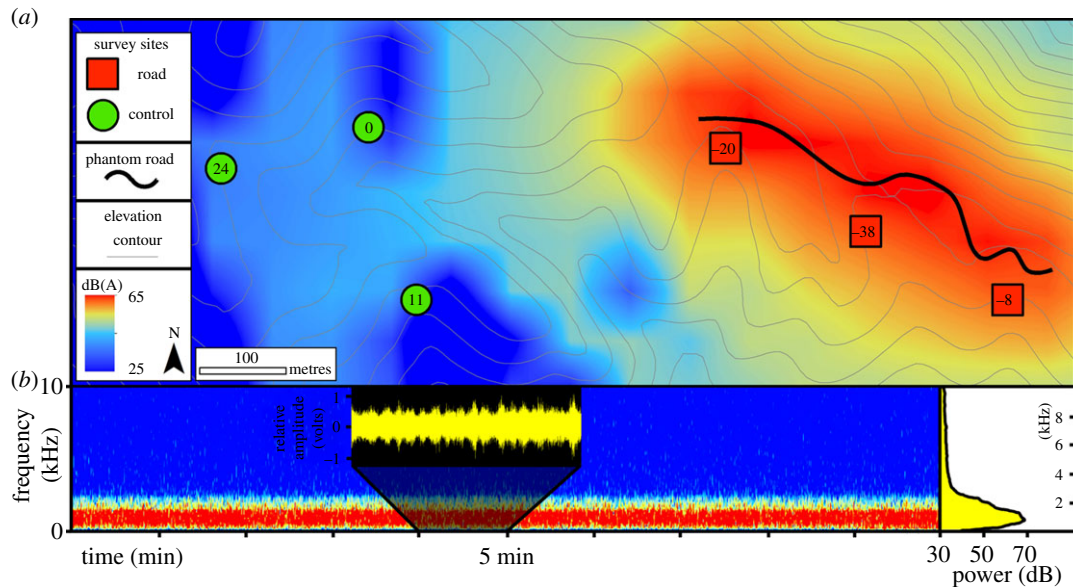 (a)
survey sites
road
control
phantom road
elevation
contour
dB(A)
65
25
N
100
metres
24
0
11
–20
–38
–8
(b)
10
frequency
(kHz)
0
relative
amplitude
(volts)
1
0
–1
time (min)
5 min
30 50 70
power (dB)
(kHz)
8
6
4
2